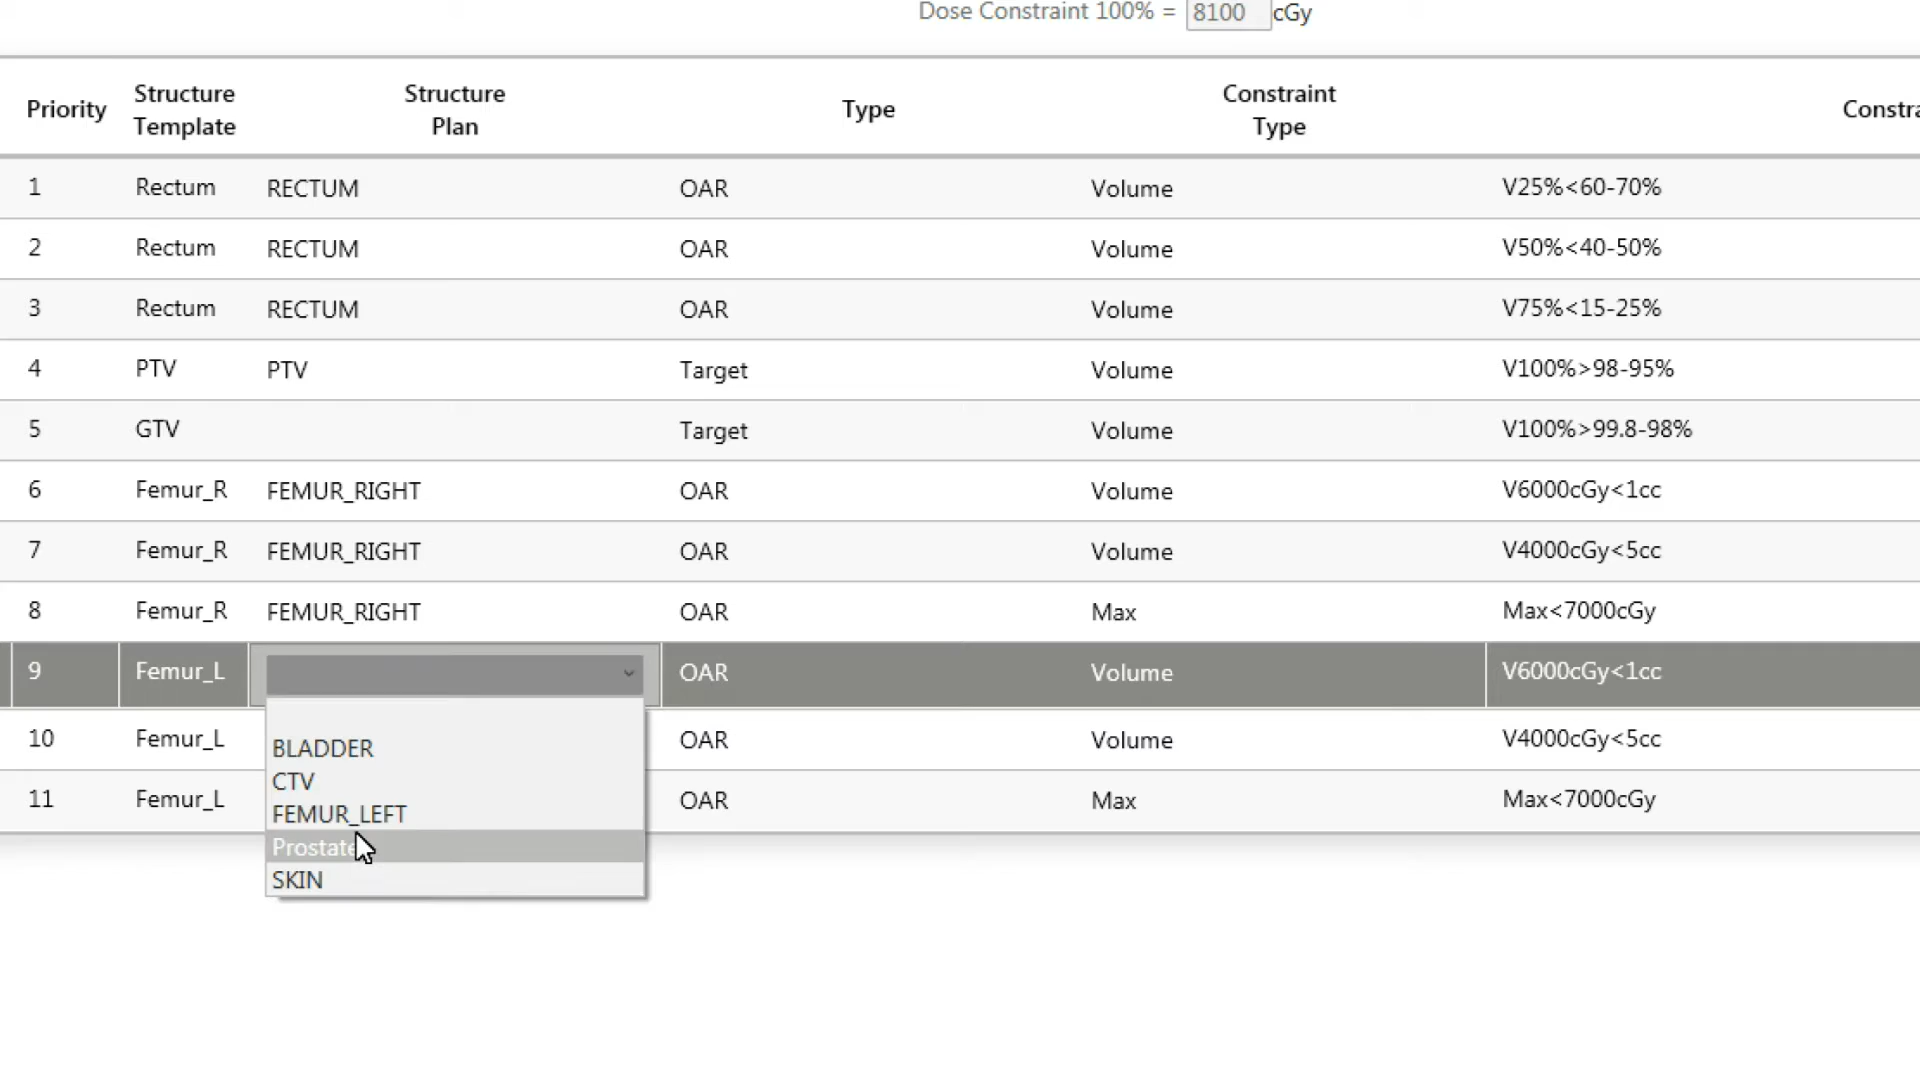 Dose Constraint 100% = 8100 cGy
Priority Structure Template Structure Plan Type Constraint Type
1 Rectum RECTUM OAR Volume V25%<60-70%
2 Rectum RECTUM OAR Volume V50%<40-50%
3 Rectum RECTUM OAR Volume V75%<15-25%
4 PTV PTV Target Volume V100%>98-95%
5 GTV Target Volume V100%>99.8-98%
6 Femur_R FEMUR_RIGHT OAR Volume V6000cGy<1cc
7 Femur_R FEMUR_RIGHT OAR Volume V4000cGy<5cc
8 Femur_R FEMUR_RIGHT OAR Max Max<7000cGy
9 Femur_L OAR Volume V6000cGy<1cc
10 Femur_L OAR Volume V4000cGy<5cc
11 Femur_L OAR Max Max<7000cGy
BLADDER
CTV
FEMUR_LEFT
Prostate
SKIN